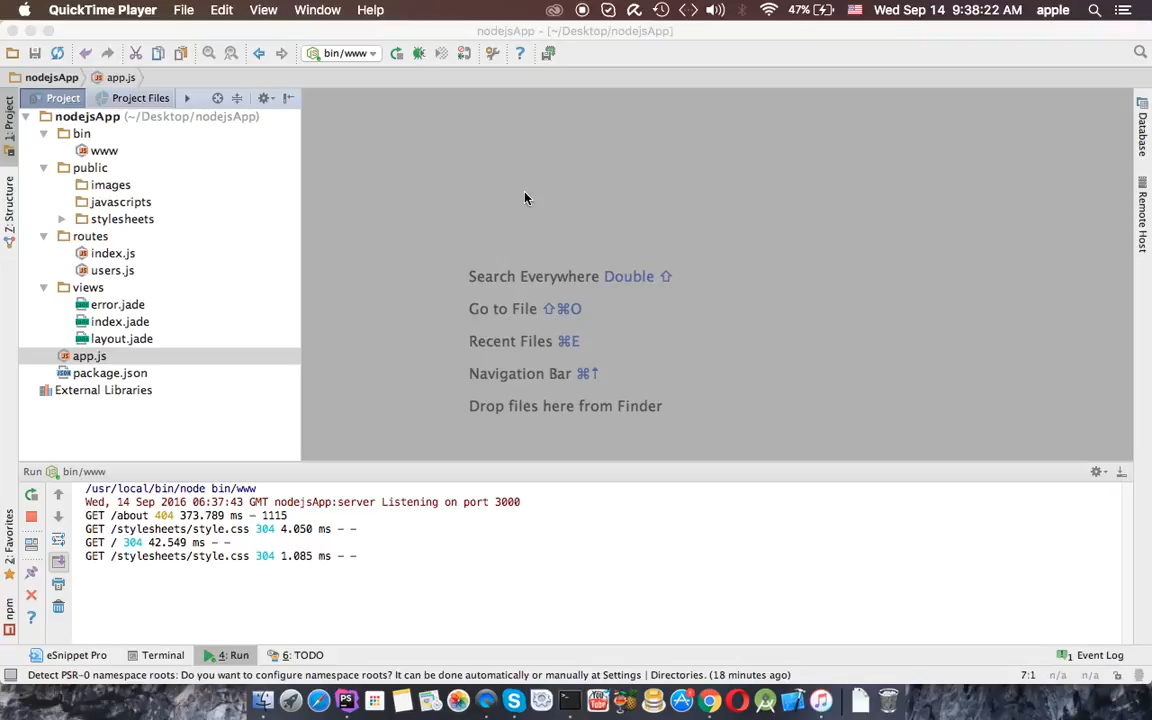 QuickTime Player File Edit View Window Help 47% Wed Sep 14 9:38:22 AM apple
nodejsApp - [~/Desktop/nodejsApp]
bin/www
nodejsApp app.js
Project Project Files
1: Project
Z: Structure
2: Favorites
npm
nodejsApp (~/Desktop/nodejsApp)
bin
www
public
images
javascripts
stylesheets
routes
index.js
users.js
views
error.jade
index.jade
layout.jade
app.js
package.json
External Libraries
Search Everywhere Double ⇧
Go to File ⇧⌘O
Recent Files ⌘E
Navigation Bar ⌘↑
Drop files here from Finder
Database
Remote Host
Run bin/www
/usr/local/bin/node bin/www
Wed, 14 Sep 2016 06:37:43 GMT nodejsApp:server Listening on port 3000
GET /about 404 373.789 ms - 1115
GET /stylesheets/style.css 304 4.050 ms - -
GET / 304 42.549 ms - -
GET /stylesheets/style.css 304 1.085 ms - -
eSnippet Pro Terminal 4: Run 6: TODO 1 Event Log
Detect PSR-0 namespace roots: Do you want to configure namespace roots? It can be done automatically or manually at Settings | Directories. (18 minutes ago) 7:1 n/a n/a